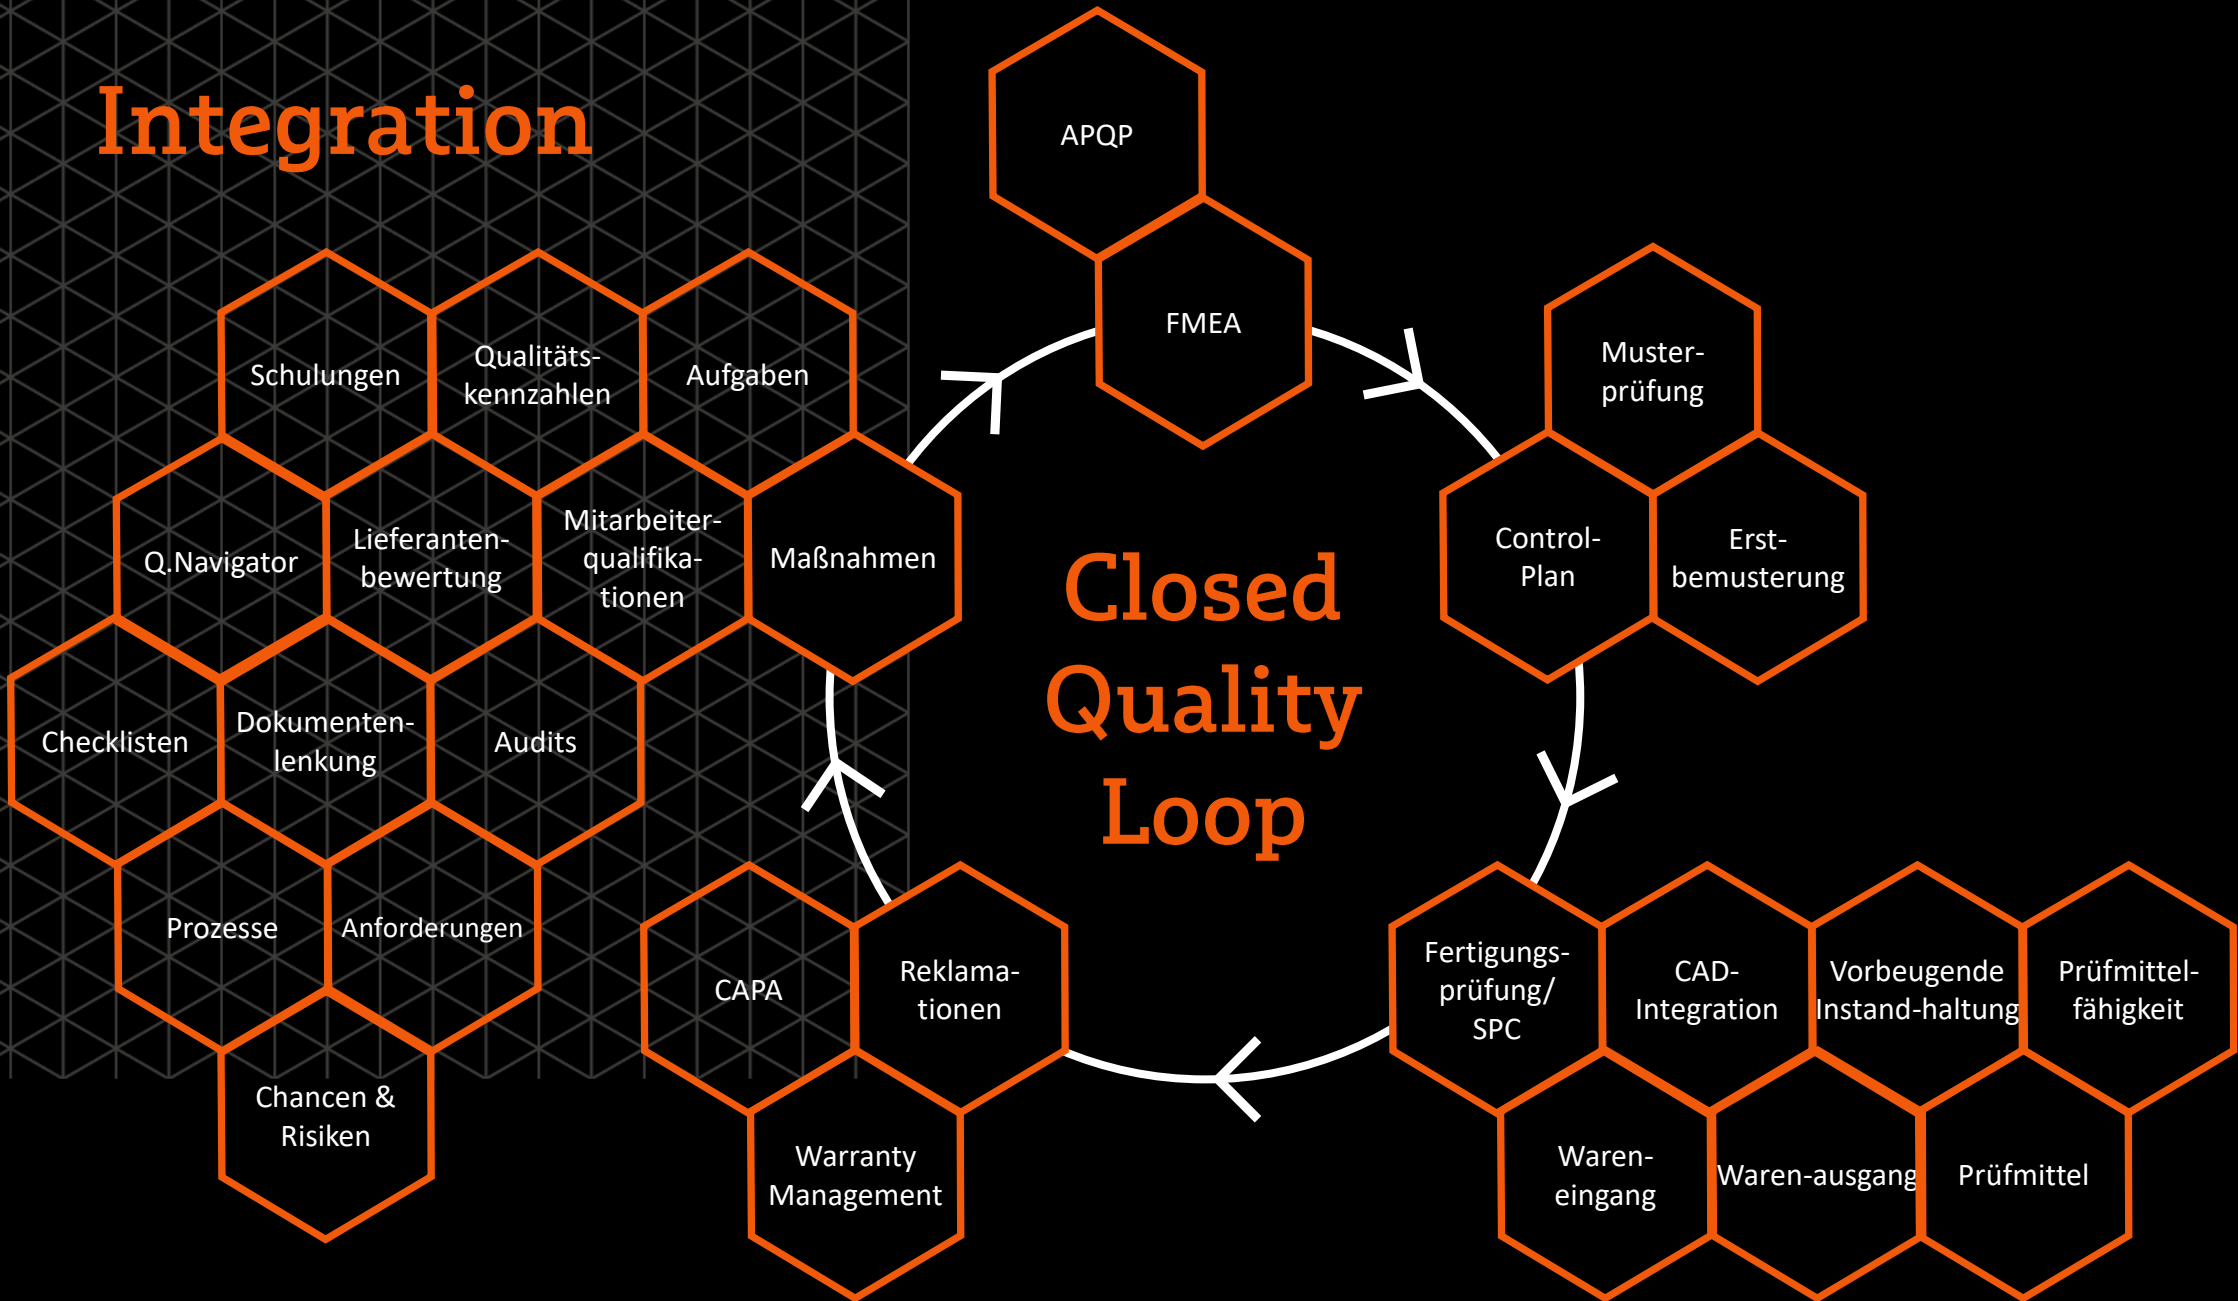 Integration
APQP
FMEA
Schulungen
Qualitäts-
kennzahlen
Aufgaben
Muster-
prüfung
Q.Navigator
Lieferanten-
bewertung
Mitarbeiter-
qualifika-
tionen
Maßnahmen
Closed
Quality
Loop
Control-
Plan
Erst-
bemusterung
Checklisten
Dokumenten-
lenkung
Audits
Prozesse
Anforderungen
CAPA
Reklama-
tionen
Fertigungs-
prüfung/
SPC
CAD-
Integration
Vorbeugende
Instand-haltung
Prüfmittel-
fähigkeit
Chancen &
Risiken
Warranty
Management
Waren-
eingang
Waren-ausgang
Prüfmittel